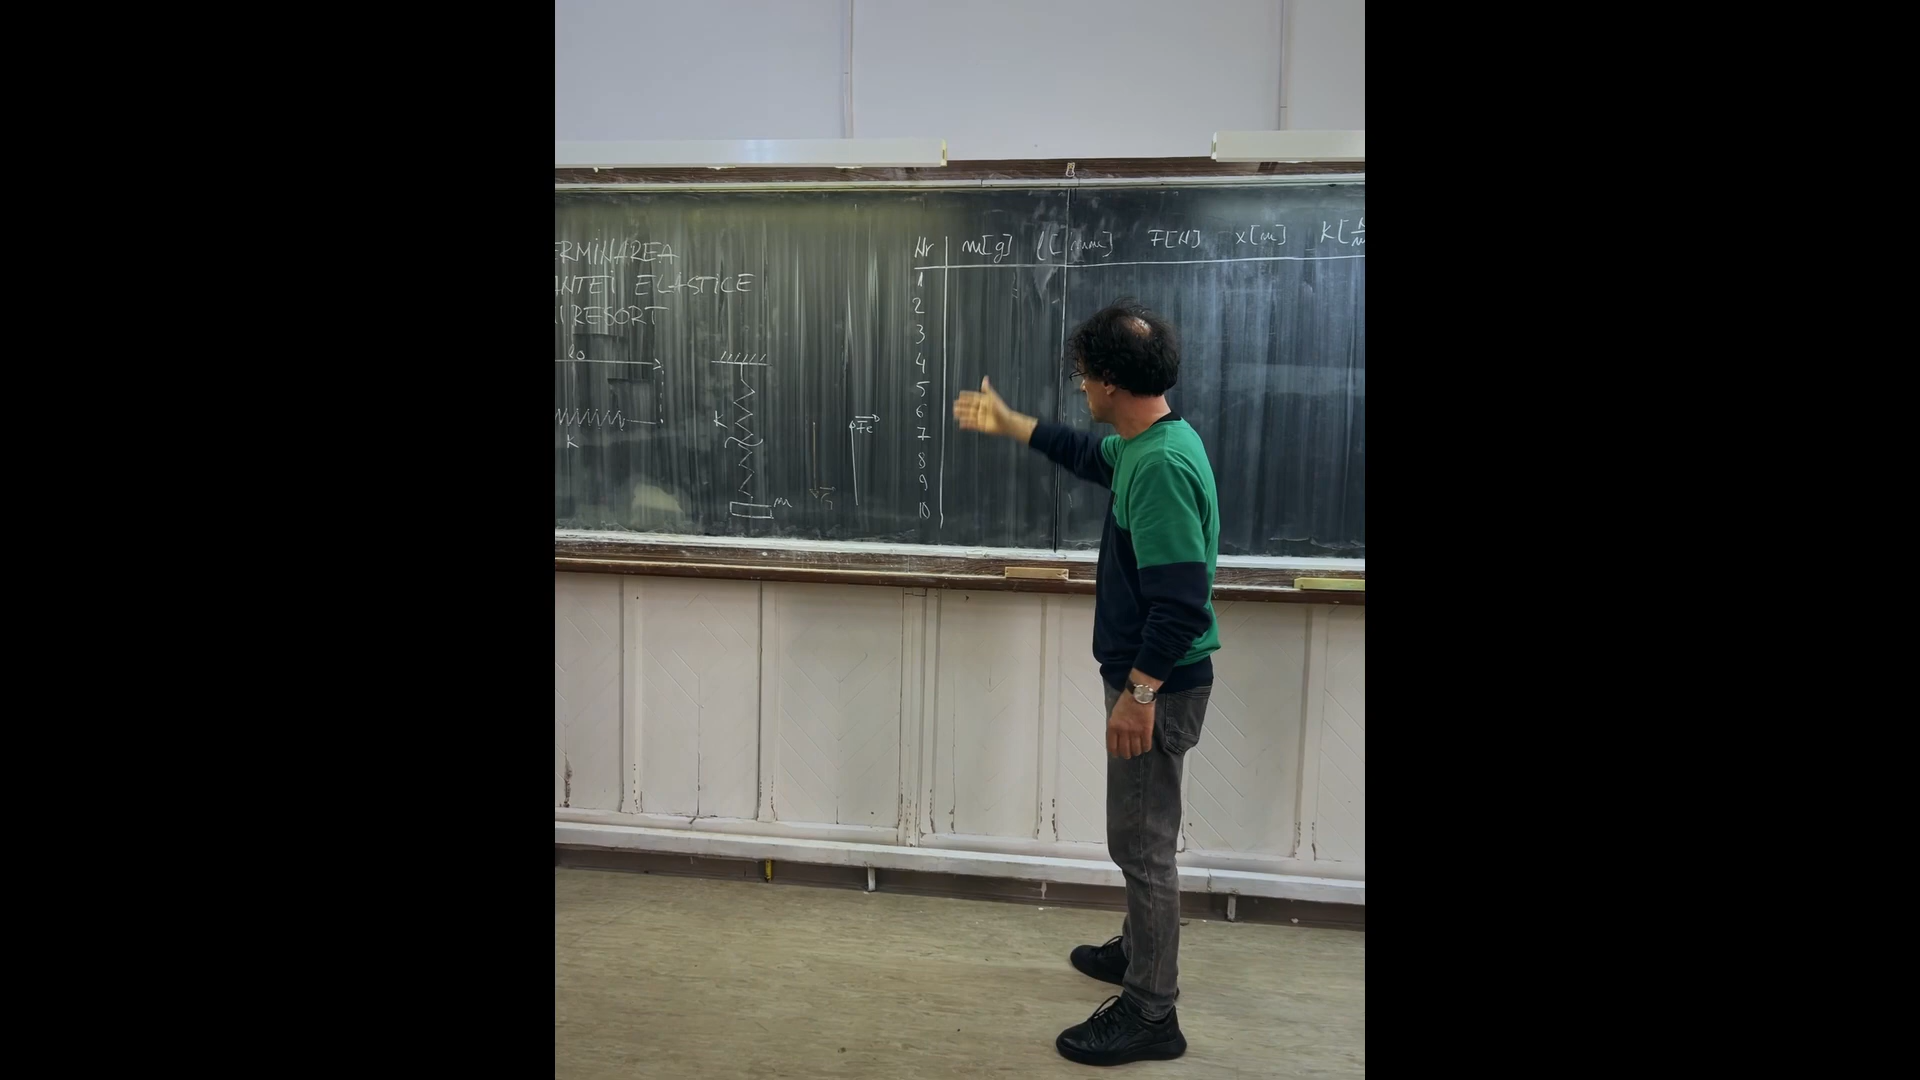 ERMINAREA
ANTEI ELASTICE
I RESORT
l₀
K
K
m
G
Fe
Nr m[g] l[mm] F[N] x[m] K[N/m
1
2
3
4
5
6
7
8
9
10